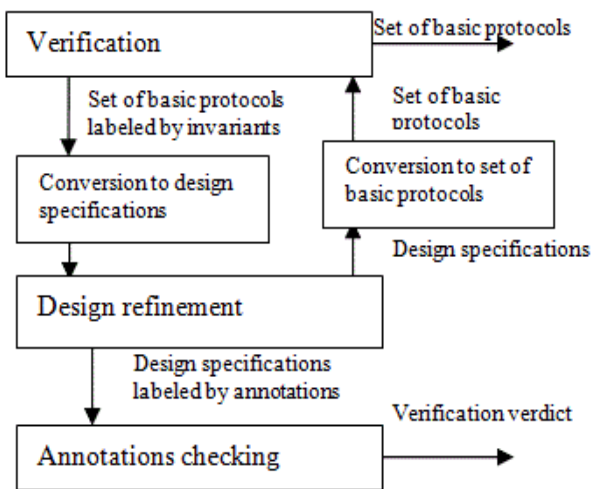 Verification
Set of basic protocols
Set of basic protocols
labeled by invariants
Set of basic
protocols
Conversion to design
specifications
Conversion to set of
basic protocols
Design specifications
Design refinement
Design specifications
labeled by annotations
Verification verdict
Annotations checking